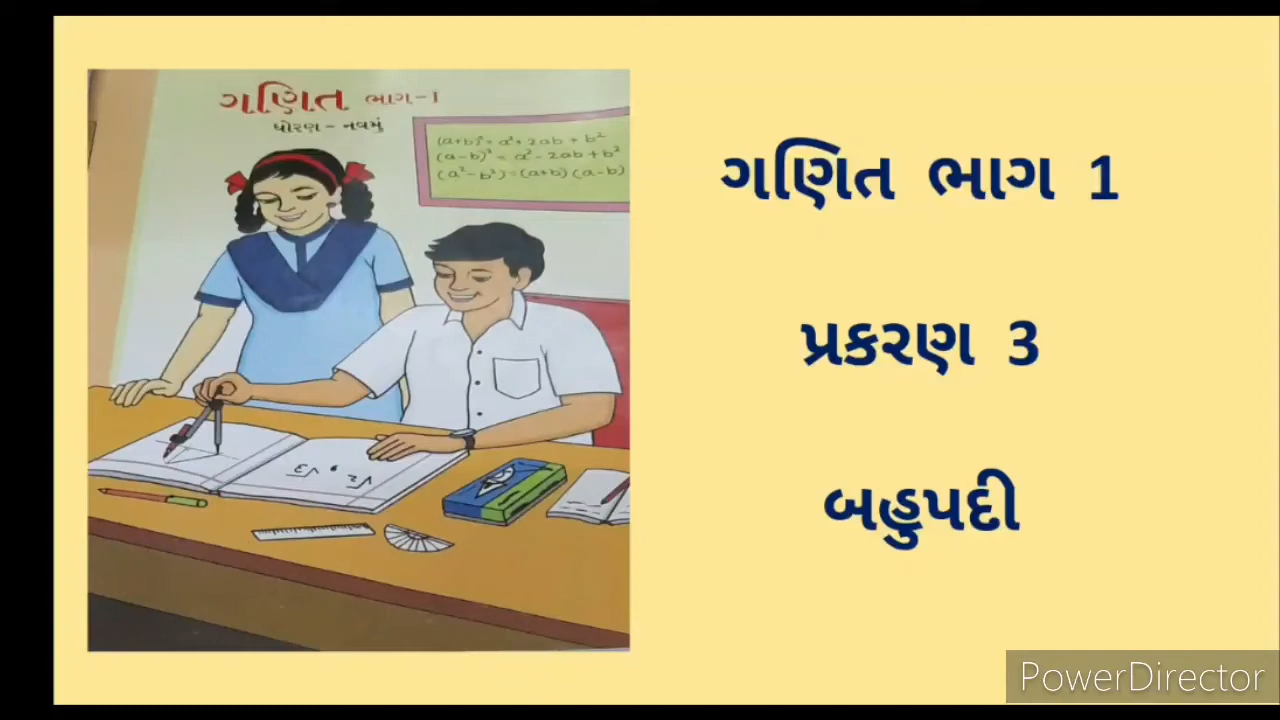 ગણિત ભાગ-1
ધોરણ - નવમું
(a+b)² = a² + 2ab + b²
(a-b)² = a² - 2ab + b²
(a² - b²) = (a+b) (a-b)
√2, √3
ગણિત ભાગ 1
પ્રકરણ 3
બહુપદી
PowerDirector